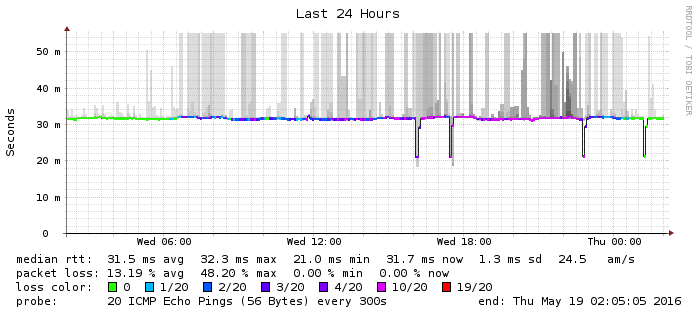 Last 24 Hours
RRDTOOL / TOBI OETIKER
Seconds
50 m
40 m
30 m
20 m
10 m
0
Wed 06:00 Wed 12:00 Wed 18:00 Thu 00:00
median rtt: 31.5 ms avg 32.3 ms max 21.0 ms min 31.7 ms now 1.3 ms sd 24.5 am/s
packet loss: 13.19 % avg 48.20 % max 0.00 % min 0.00 % now
loss color: 0 1/20 2/20 3/20 4/20 10/20 19/20
probe: 20 ICMP Echo Pings (56 Bytes) every 300s end: Thu May 19 02:05:05 2016